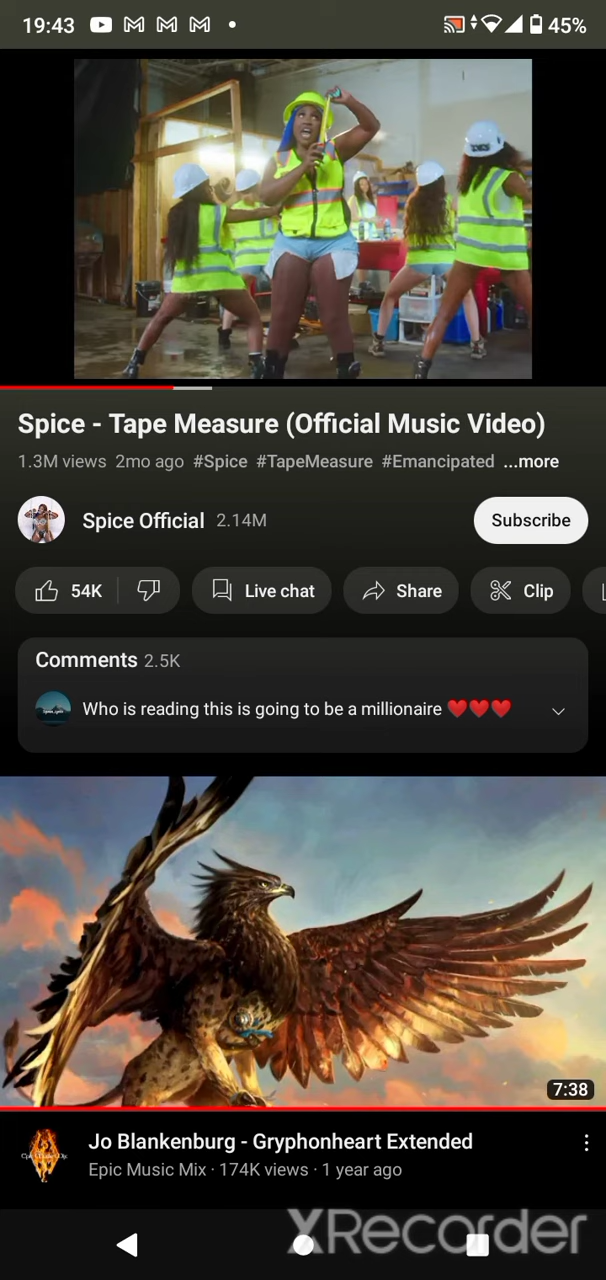 19:43 45%
Spice - Tape Measure (Official Music Video)
1.3M views 2mo ago #Spice #TapeMeasure #Emancipated ...more
Spice Official 2.14M Subscribe
54K Live chat Share Clip
Comments 2.5K
Who is reading this is going to be a millionaire ❤️❤️❤️
7:38
Jo Blankenburg - Gryphonheart Extended
Epic Music Mix · 174K views · 1 year ago
XRecorder